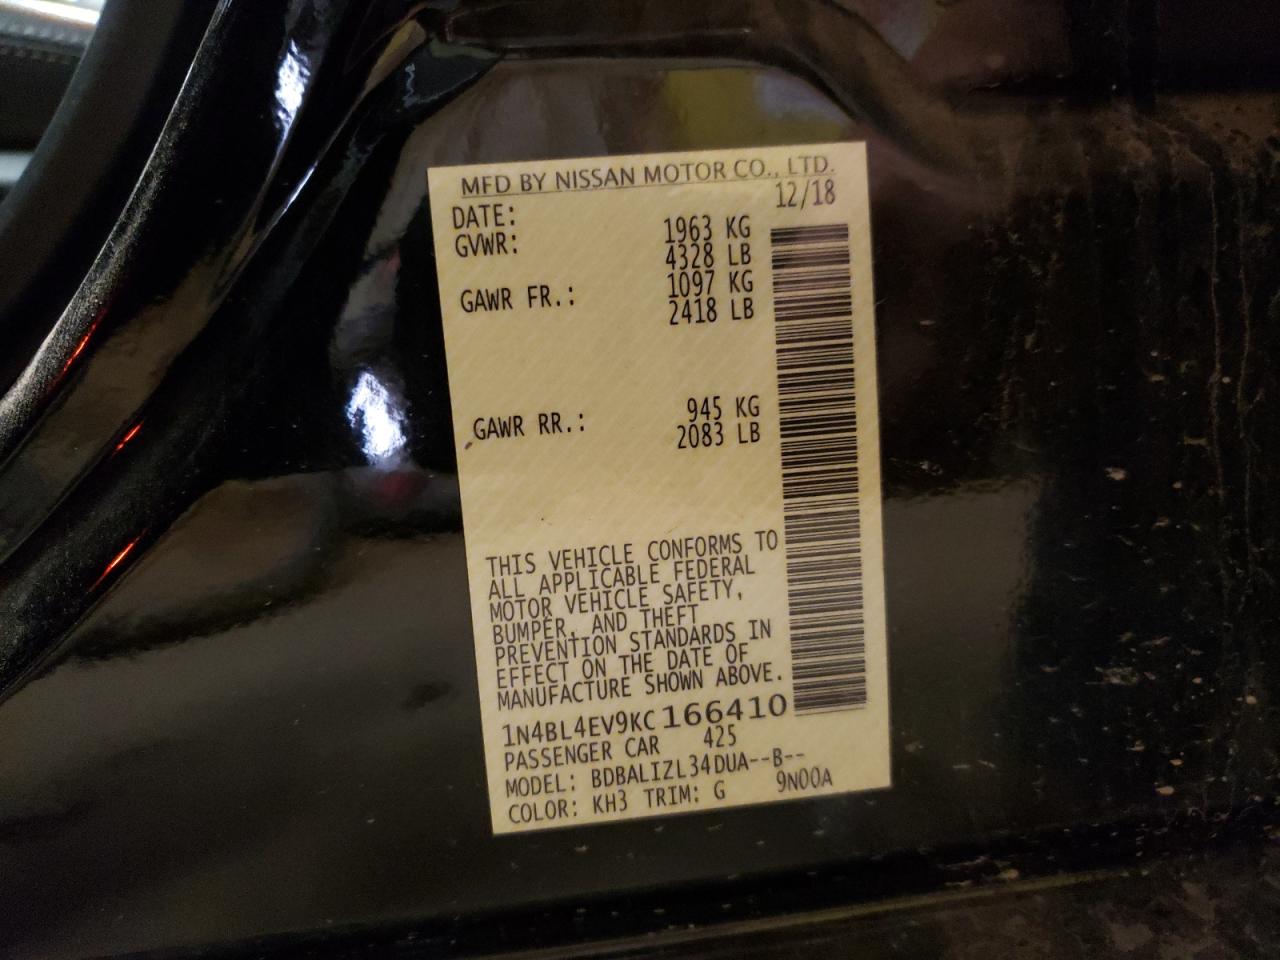 MFD BY NISSAN MOTOR CO., LTD.
DATE: 12/18
GVWR: 1963 KG
4328 LB
GAWR FR.: 1097 KG
2418 LB
GAWR RR.: 945 KG
2083 LB
THIS VEHICLE CONFORMS TO
ALL APPLICABLE FEDERAL
MOTOR VEHICLE SAFETY,
BUMPER, AND THEFT
PREVENTION STANDARDS IN
EFFECT ON THE DATE OF
MANUFACTURE SHOWN ABOVE.
1N4BL4EV9KC166410
PASSENGER CAR 425
MODEL: BDBALIZL34DUA--B--
COLOR: KH3 TRIM: G 9N00A